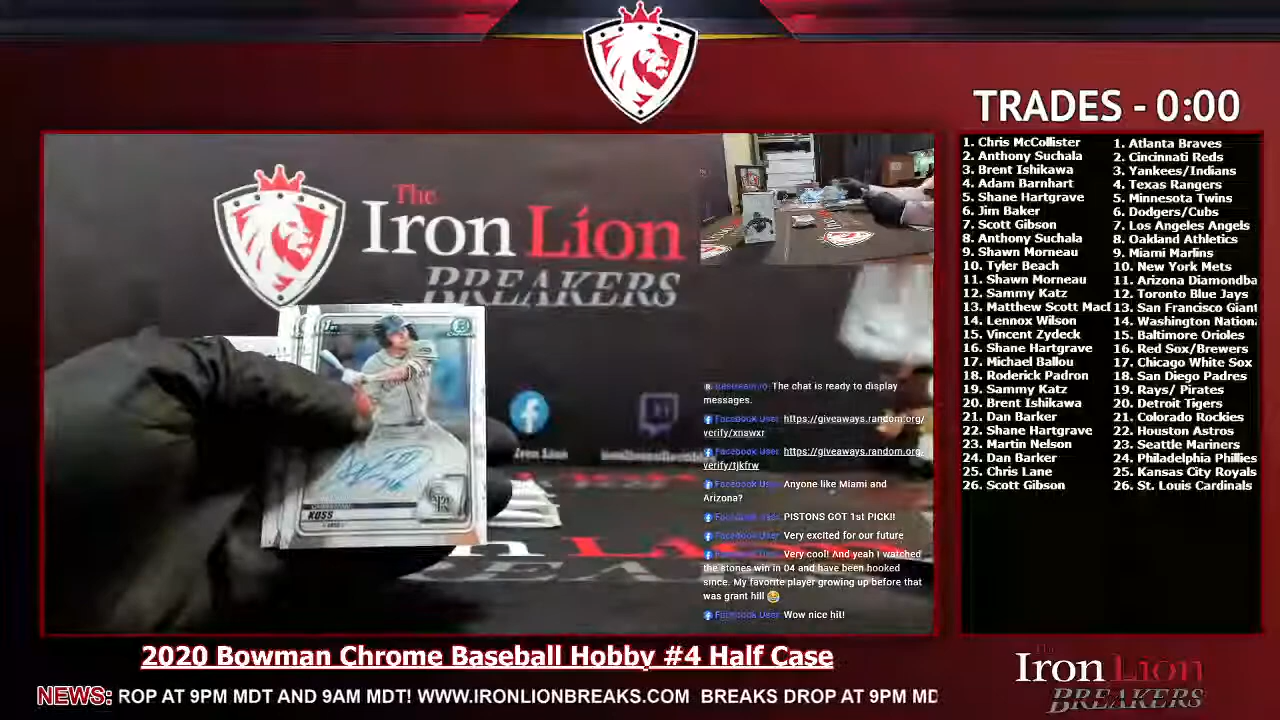 TRADES - 0:00
1. Chris McCollister
2. Anthony Suchala
3. Brent Ishikawa
4. Adam Barnhart
5. Shane Hartgrave
6. Jim Baker
7. Scott Gibson
8. Anthony Suchala
9. Shawn Morneau
10. Tyler Beach
11. Shawn Morneau
12. Sammy Katz
13. Matthew Scott Macl
14. Lennox Wilson
15. Vincent Zydeck
16. Shane Hartgrave
17. Michael Ballou
18. Roderick Padron
19. Sammy Katz
20. Brent Ishikawa
21. Dan Barker
22. Shane Hartgrave
23. Martin Nelson
24. Dan Barker
25. Chris Lane
26. Scott Gibson
1. Atlanta Braves
2. Cincinnati Reds
3. Yankees/Indians
4. Texas Rangers
5. Minnesota Twins
6. Dodgers/Cubs
7. Los Angeles Angels
8. Oakland Athletics
9. Miami Marlins
10. New York Mets
11. Arizona Diamondba
12. Toronto Blue Jays
13. San Francisco Giant
14. Washington Nation
15. Baltimore Orioles
16. Red Sox/Brewers
17. Chicago White Sox
18. San Diego Padres
19. Rays/ Pirates
20. Detroit Tigers
21. Colorado Rockies
22. Houston Astros
23. Seattle Mariners
24. Philadelphia Phillies
25. Kansas City Royals
26. St. Louis Cardinals
The
Iron Lion
BREAKERS
1st
KOSS
Iron Lion
The chat is ready to display
messages.
Facebook User https://giveaways.random.org/
verify/xnswxr
Facebook User https://giveaways.random.org/
verify/tjkfrw
Facebook User Anyone like Miami and
Arizona?
Facebook User PISTONS GOT 1st PICK!!
Facebook User Very excited for our future
Facebook User Very cool! And yeah I watched
the stones win in 04 and have been hooked
since. My favorite player growing up before that
was grant hill 😂
Facebook User Wow nice hit!
2020 Bowman Chrome Baseball Hobby #4 Half Case
NEWS: ROP AT 9PM MDT AND 9AM MDT! WWW.IRONLIONBREAKS.COM BREAKS DROP AT 9PM MD
The
Iron Lion
BREAKERS